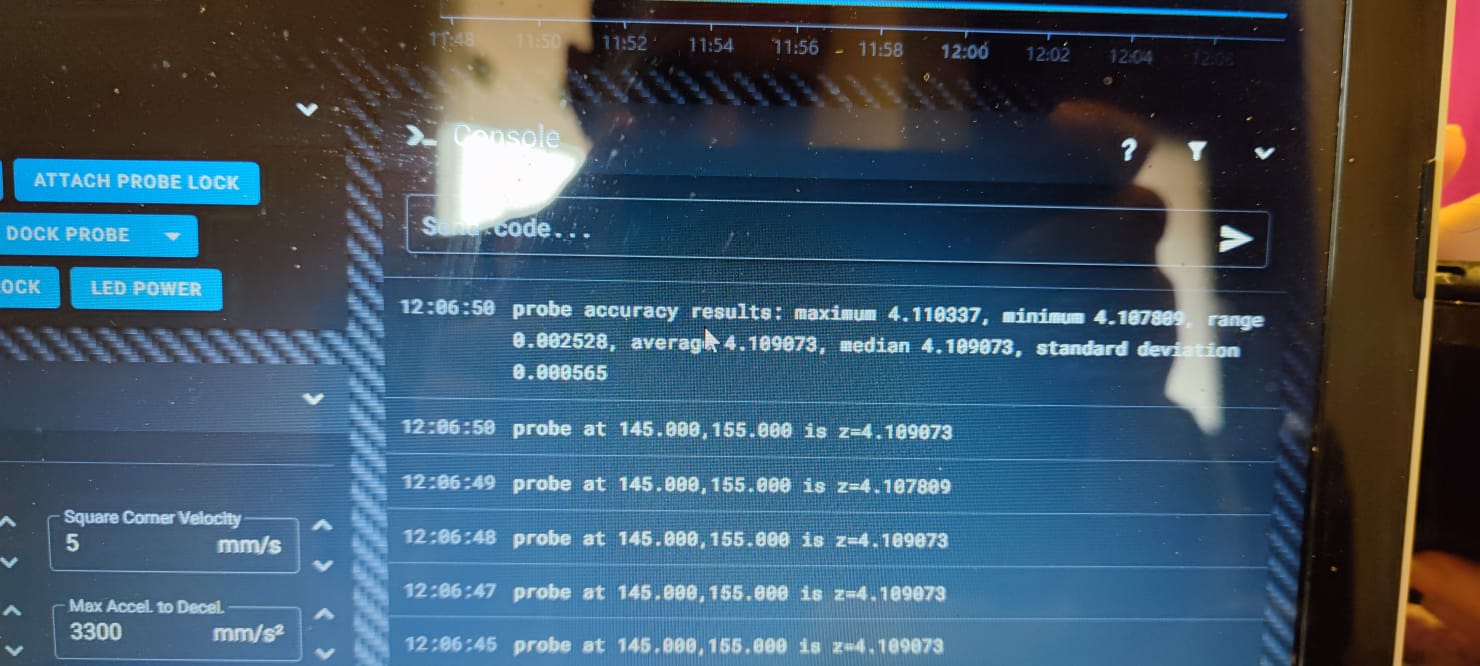 11:48 11:50 11:52 11:54 11:56 11:58 12:00 12:02 12:04 12:06
Console
?
ATTACH PROBE LOCK
Send code...
DOCK PROBE
OCK
LED POWER
12:06:50 probe accuracy results: maximum 4.110337, minimum 4.107809, range
0.002528, average 4.109073, median 4.109073, standard deviation
0.000565
12:06:50 probe at 145.000,155.000 is z=4.109073
12:06:49 probe at 145.000,155.000 is z=4.107809
12:06:48 probe at 145.000,155.000 is z=4.109073
12:06:47 probe at 145.000,155.000 is z=4.109073
12:06:45 probe at 145.000,155.000 is z=4.109073
Square Corner Velocity
5 mm/s
Max Accel. to Decel.
3300 mm/s²